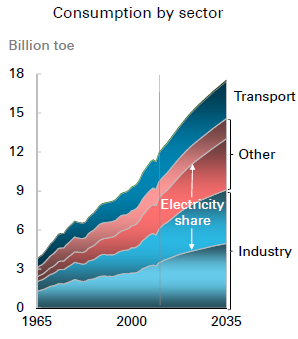 Consumption by sector
Billion toe
18
15
12
9
6
3
0
Transport
Other
Electricity
share
Industry
1965
2000
2035